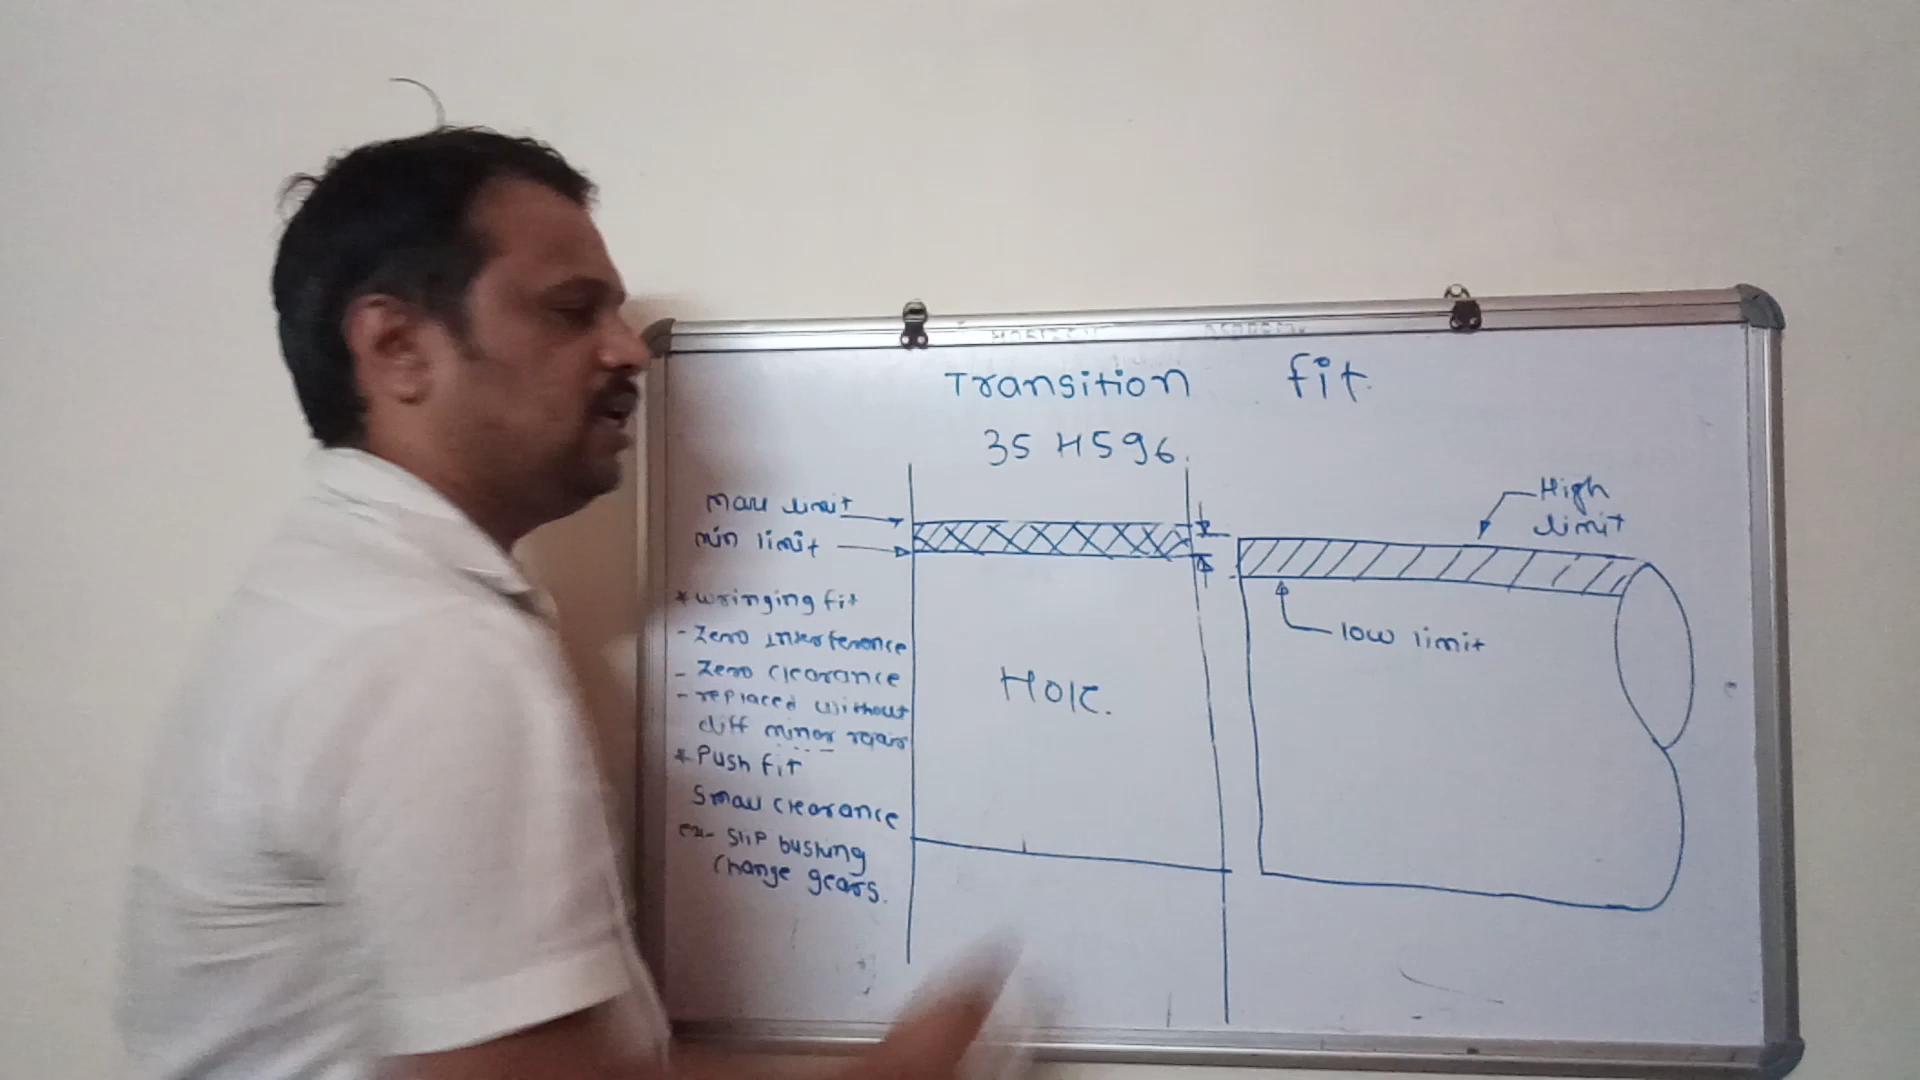 Transition fit.
35 H5g6.
max limit
min limit
High
limit
low limit
* wringing fit
- Zero interference
- Zero clearance
- replaced without
diff minor repair
* Push fit
Small clearance
ex- slip bushing
Change gears.
Hole.